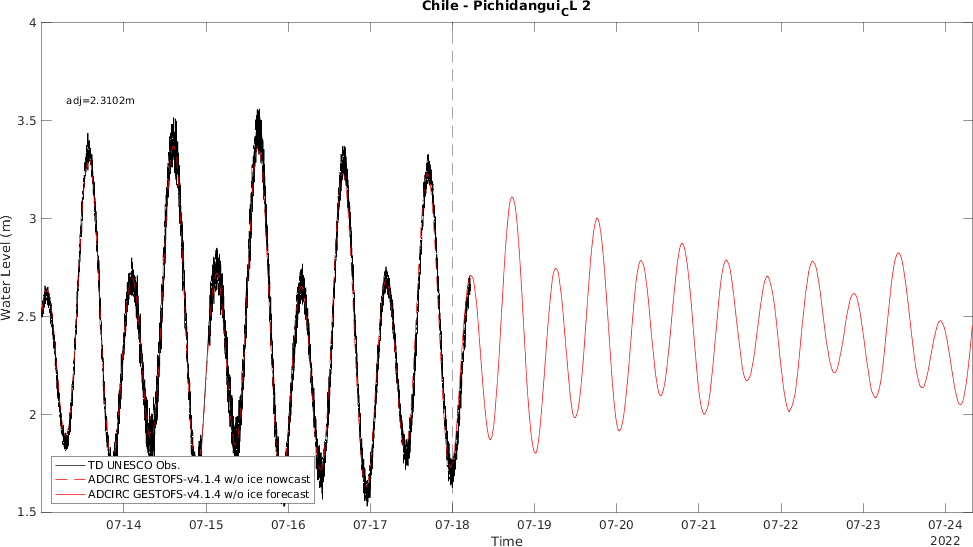 Chile - PichidanguiCL 2
4
adj=2.3102m
3.5
3
Water Level (m)
2.5
2
TD UNESCO Obs.
ADCIRC GESTOFS-v4.1.4 w/o ice nowcast
ADCIRC GESTOFS-v4.1.4 w/o ice forecast
1.5
07-14 07-15 07-16 07-17 07-18 07-19 07-20 07-21 07-22 07-23 07-24
Time 2022